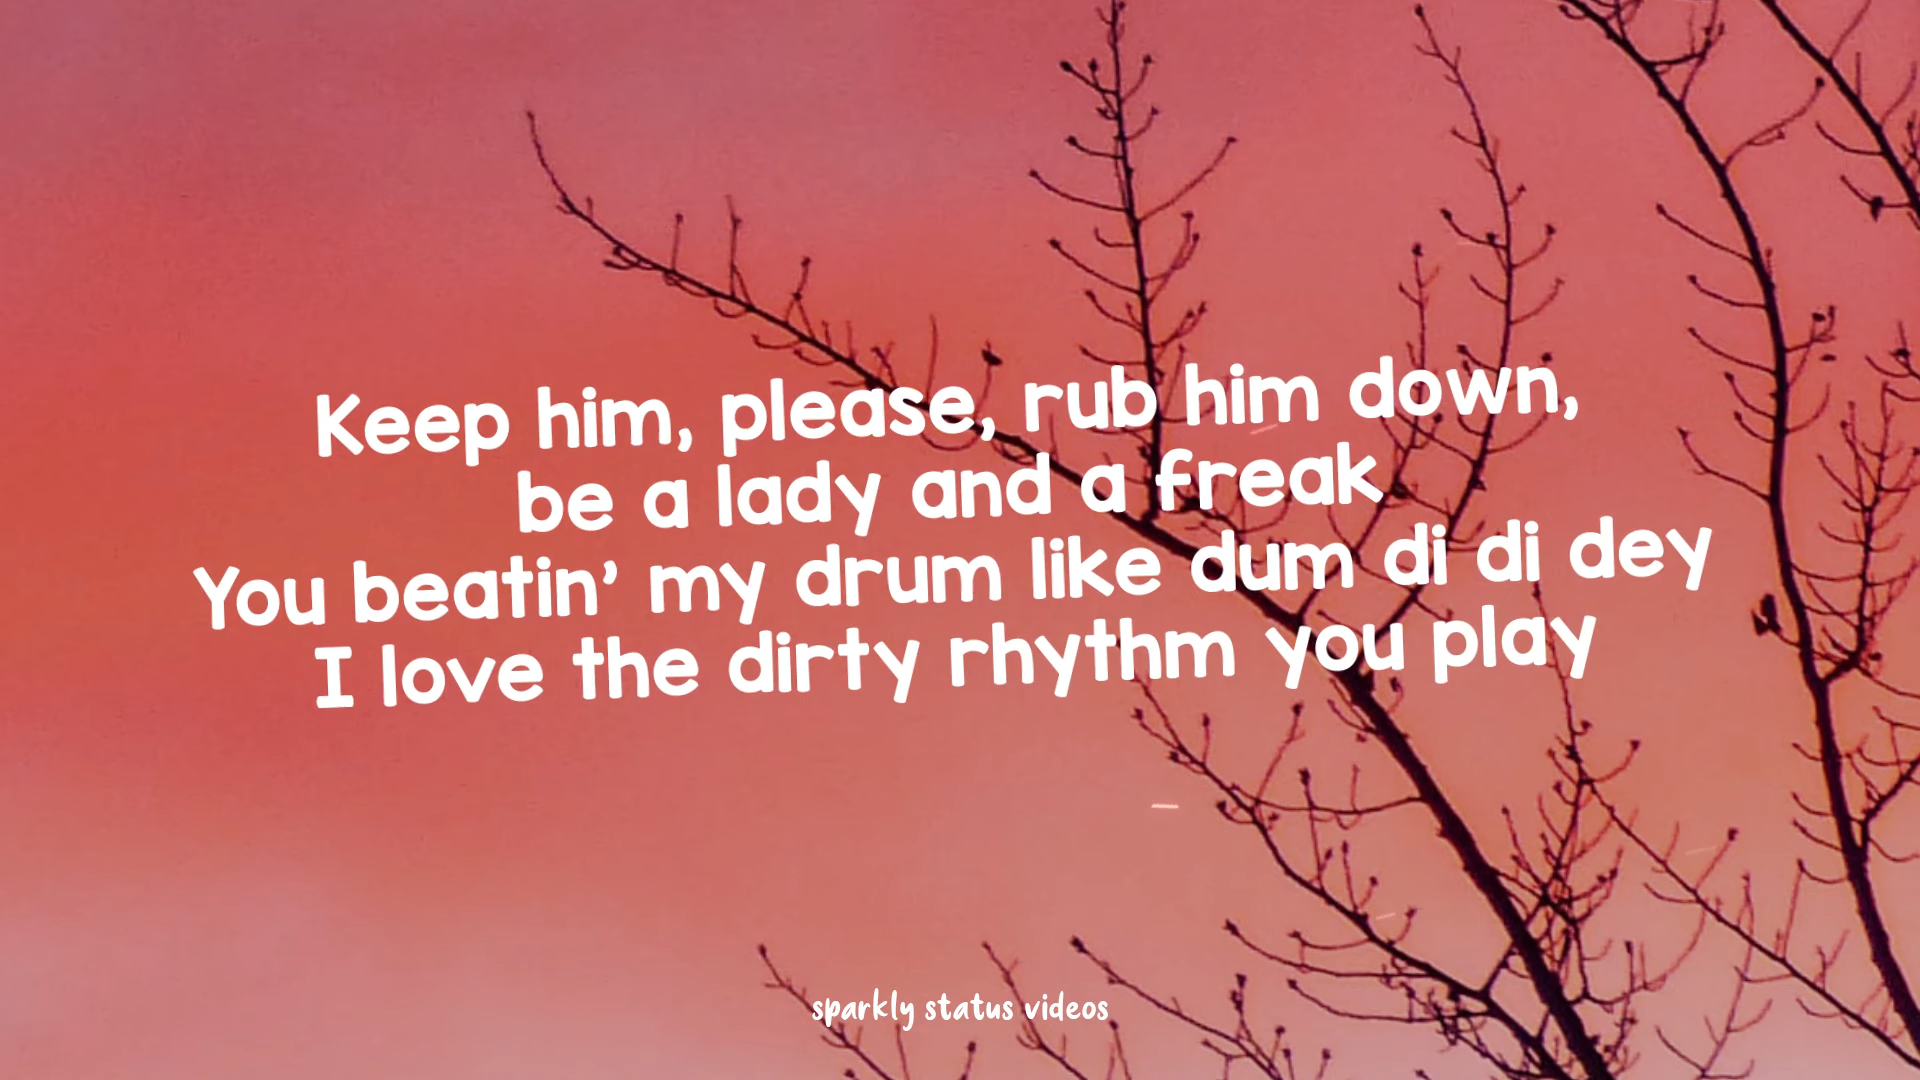 Keep him, please, rub him down,
be a lady and a freak
You beatin' my drum like dum di di dey
I love the dirty rhythm you play
sparkly status videos